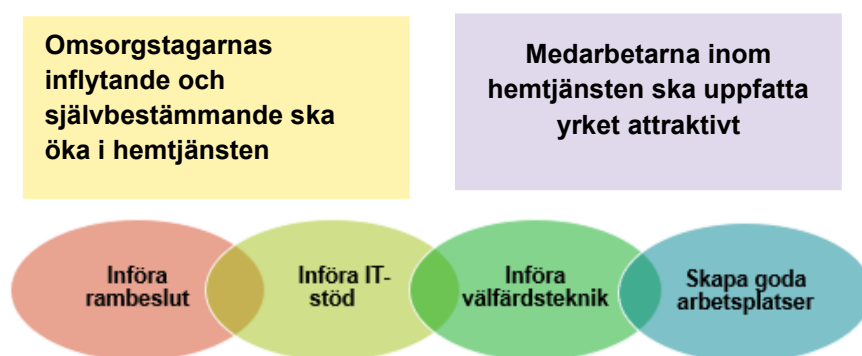 Omsorgstagarnas
inflytande och
självbestämmande ska
öka i hemtjänsten
Medarbetarna inom
hemtjänsten ska uppfatta
yrket attraktivt
Införa
rambeslut
Införa IT-
stöd
Införa
välfärdsteknik
Skapa goda
arbetsplatser